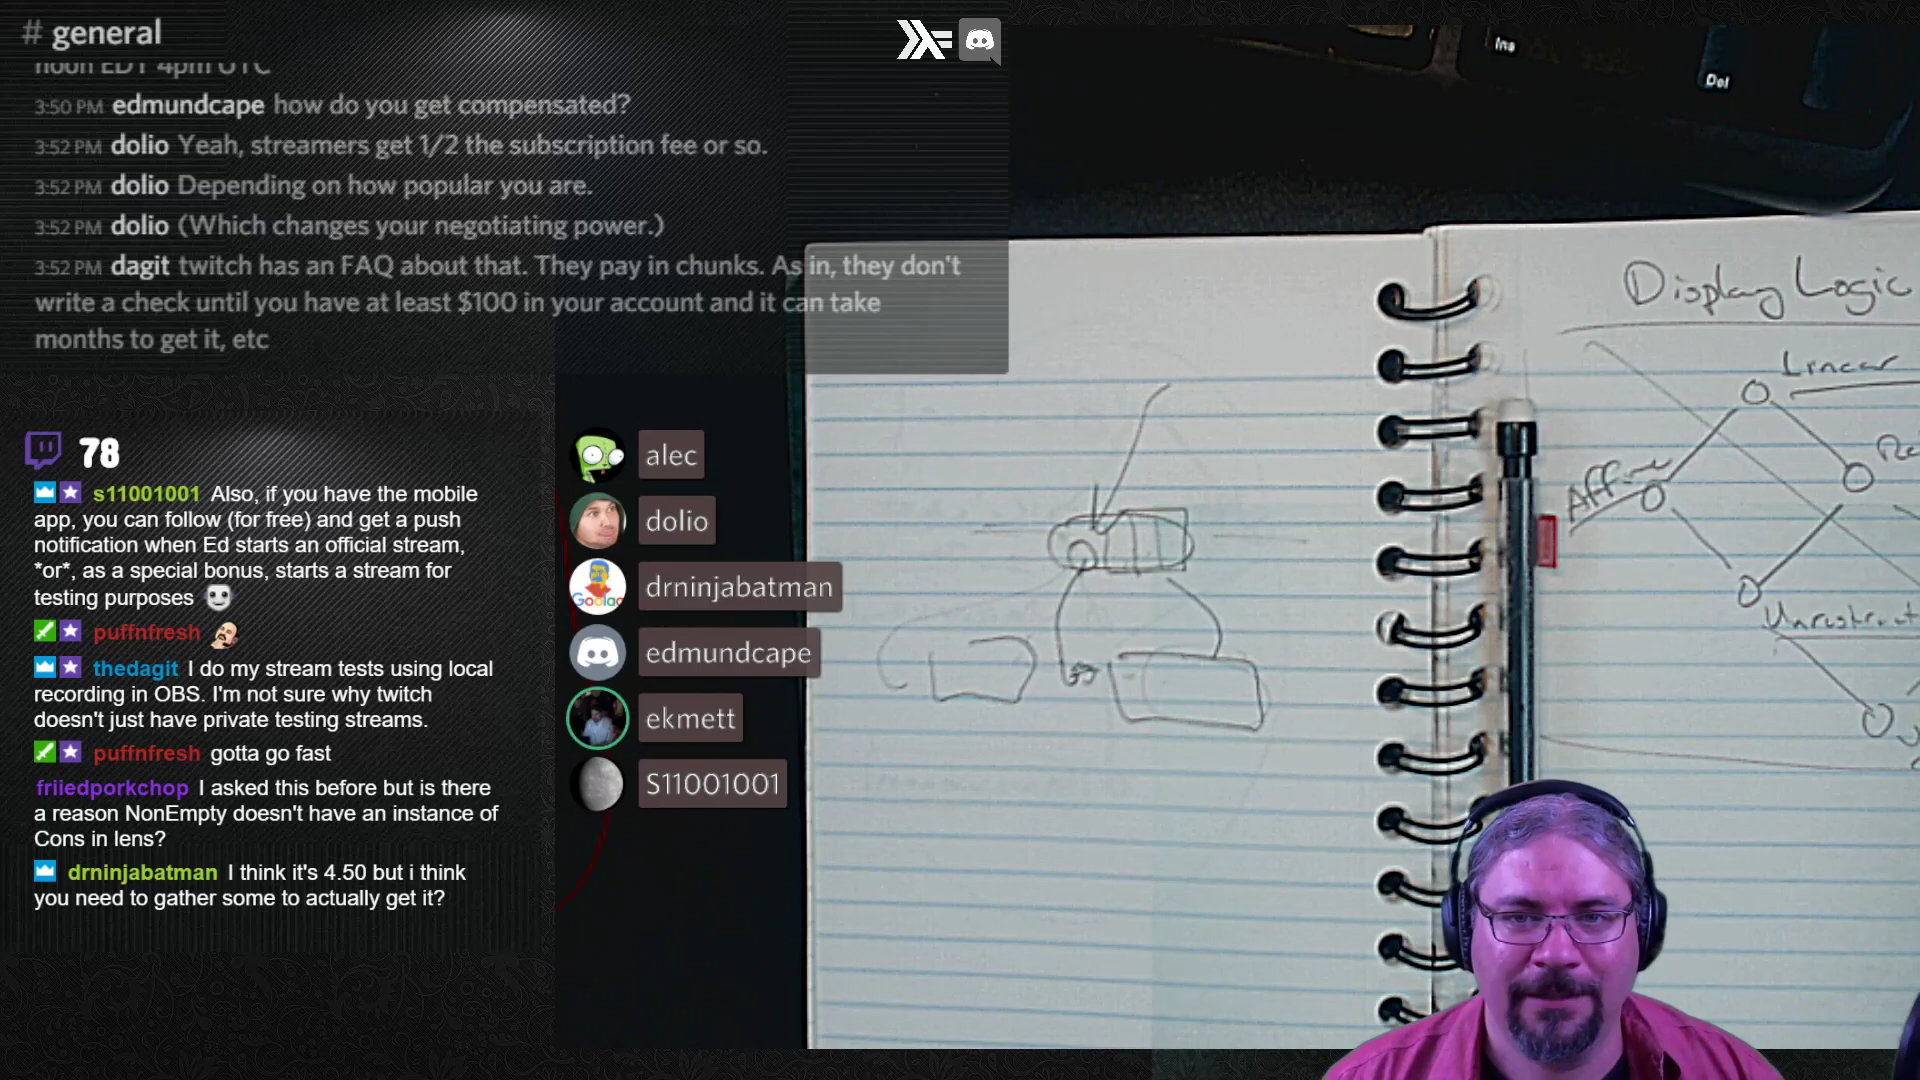 # general
noon EDT 4pm UTC
3:50 PM edmundcape how do you get compensated?
3:52 PM dolio Yeah, streamers get 1/2 the subscription fee or so.
3:52 PM dolio Depending on how popular you are.
3:52 PM dolio (Which changes your negotiating power.)
3:52 PM dagit twitch has an FAQ about that. They pay in chunks. As in, they don't
write a check until you have at least $100 in your account and it can take
months to get it, etc
78
s11001001 Also, if you have the mobile
app, you can follow (for free) and get a push
notification when Ed starts an official stream,
*or*, as a special bonus, starts a stream for
testing purposes
puffnfresh
thedagit I do my stream tests using local
recording in OBS. I'm not sure why twitch
doesn't just have private testing streams.
puffnfresh gotta go fast
friiedporkchop I asked this before but is there
a reason NonEmpty doesn't have an instance of
Cons in lens?
drninjabatman I think it's 4.50 but i think
you need to gather some to actually get it?
alec
dolio
drninjabatman
edmundcape
ekmett
S11001001
Ins
Del
Display Logic
Linear
Affine